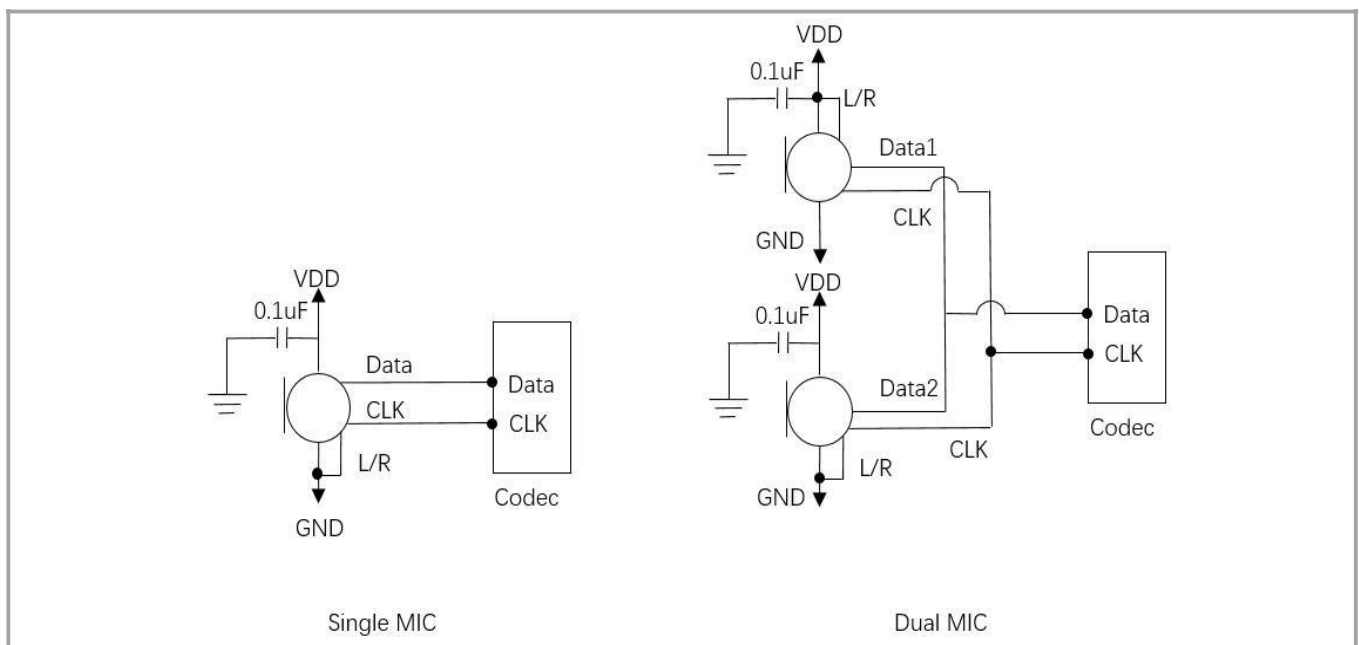 VDD
0.1uF
Data
CLK
L/R
GND
Data
CLK
Codec
Single MIC
VDD
0.1uF
L/R
Data1
CLK
GND
VDD
0.1uF
Data2
CLK
L/R
GND
Data
CLK
Codec
Dual MIC